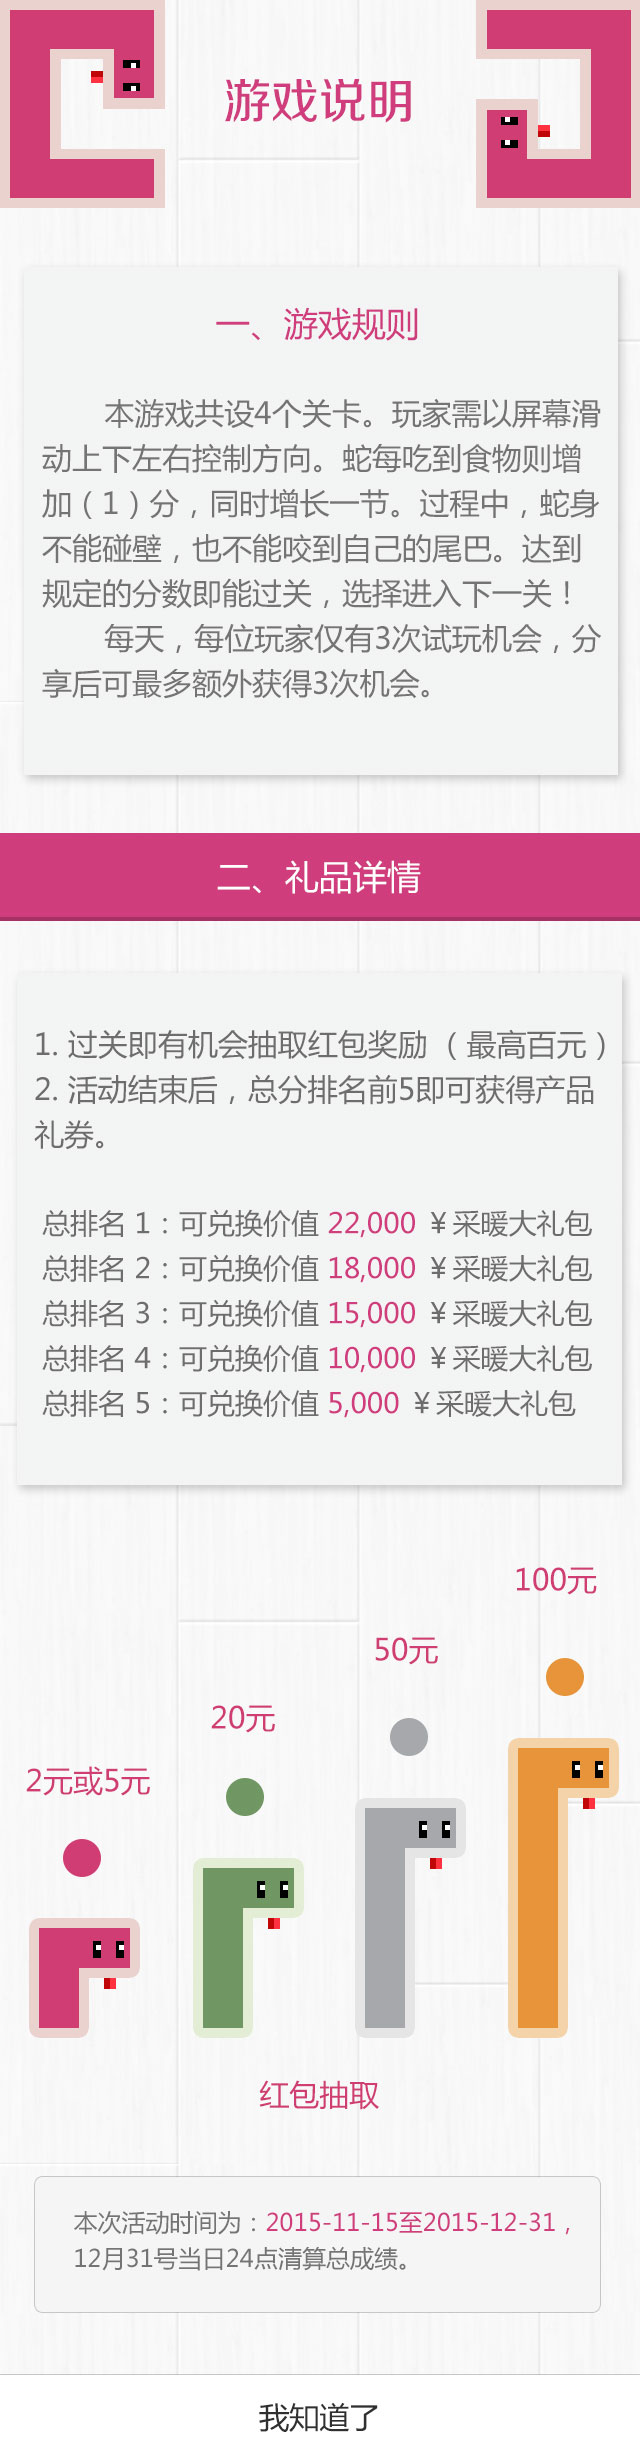 游戏说明
一、游戏规则
本游戏共设4个关卡。玩家需以屏幕滑
动上下左右控制方向。蛇每吃到食物则增
加（1）分，同时增长一节。过程中，蛇身
不能碰壁，也不能咬到自己的尾巴。达到
规定的分数即能过关，选择进入下一关！
每天，每位玩家仅有3次试玩机会，分
享后可最多额外获得3次机会。
二、礼品详情
1. 过关即有机会抽取红包奖励（最高百元）
2. 活动结束后，总分排名前5即可获得产品
礼券。
总排名 1：可兑换价值 22,000 ￥采暖大礼包
总排名 2：可兑换价值 18,000 ￥采暖大礼包
总排名 3：可兑换价值 15,000 ￥采暖大礼包
总排名 4：可兑换价值 10,000 ￥采暖大礼包
总排名 5：可兑换价值 5,000 ￥采暖大礼包
100元
50元
20元
2元或5元
红包抽取
本次活动时间为：2015-11-15至2015-12-31，
12月31号当日24点清算总成绩。
我知道了